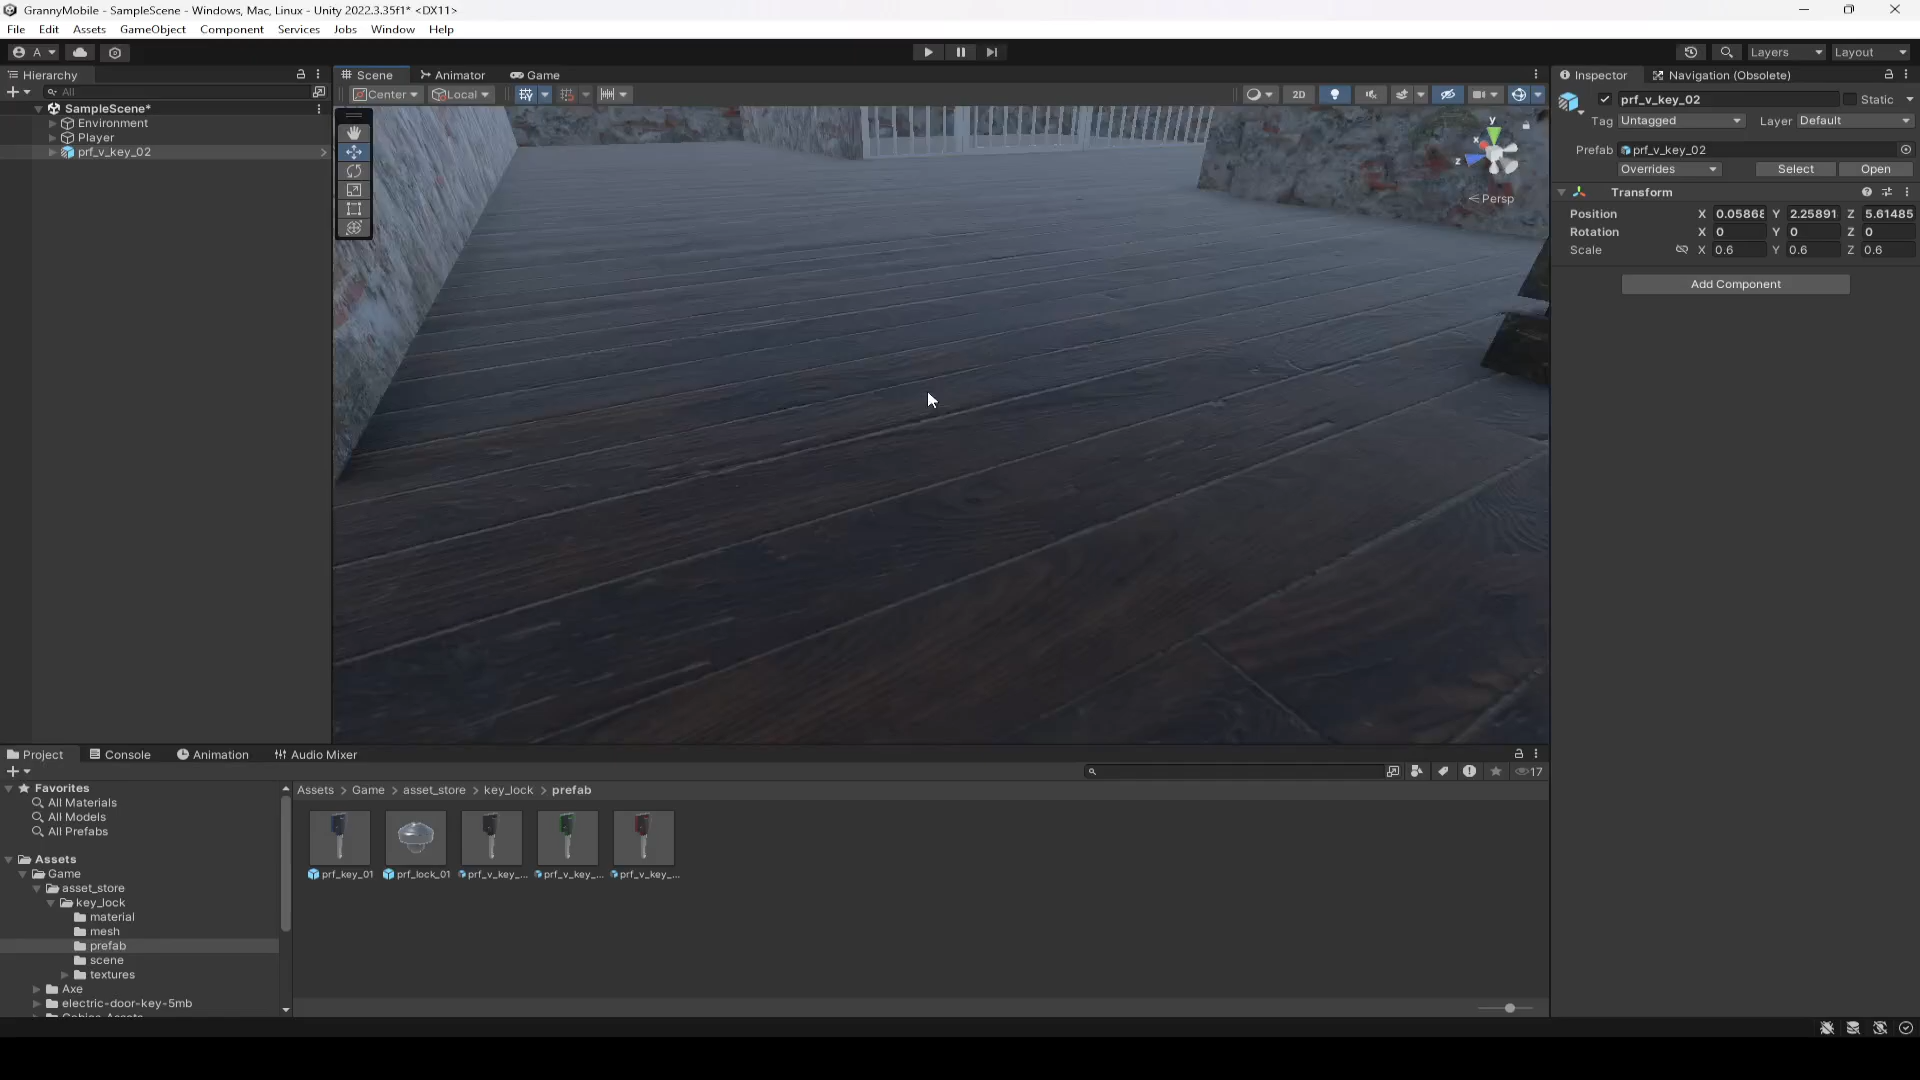 GrannyMobile - SampleScene - Windows, Mac, Linux - Unity 2022.3.35f1* <DX11>
File Edit Assets GameObject Component Services Jobs Window Help
A Layers Layout
Hierarchy
All
SampleScene*
Environment
Player
prf_v_key_02
Scene Animator Game
Center Local 2D
y
x
z
Persp
Inspector Navigation (Obsolete)
prf_v_key_02 Static
Tag Untagged Layer Default
Prefab prf_v_key_02
Overrides Select Open
Transform
Position X 0.05868 Y 2.25891 Z 5.61485
Rotation X 0 Y 0 Z 0
Scale X 0.6 Y 0.6 Z 0.6
Add Component
Project Console Animation Audio Mixer
17
Favorites
All Materials
All Models
All Prefabs
Assets
Game
asset_store
key_lock
material
mesh
prefab
scene
textures
Axe
electric-door-key-5mb
Assets > Game > asset_store > key_lock > prefab
prf_key_01 prf_lock_01 prf_v_key_... prf_v_key_... prf_v_key_...